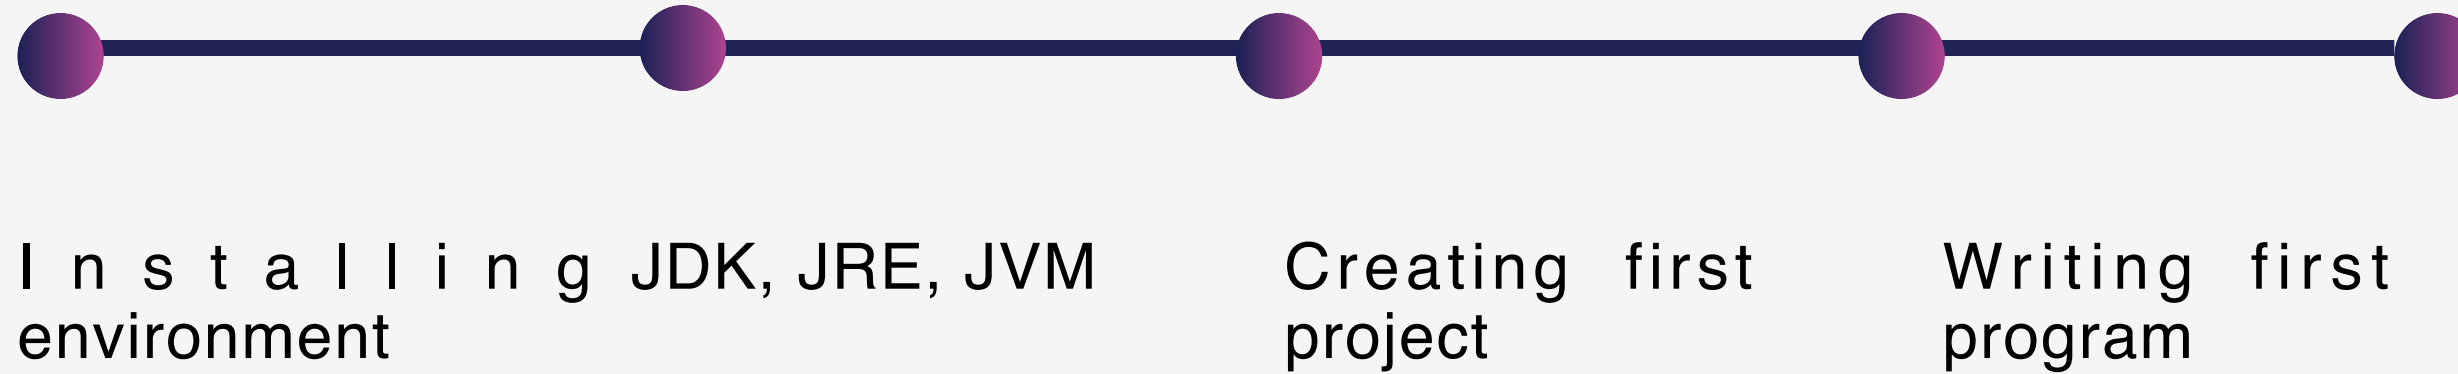 Installing
environment
JDK, JRE, JVM
Creating first
project
Writing first
program